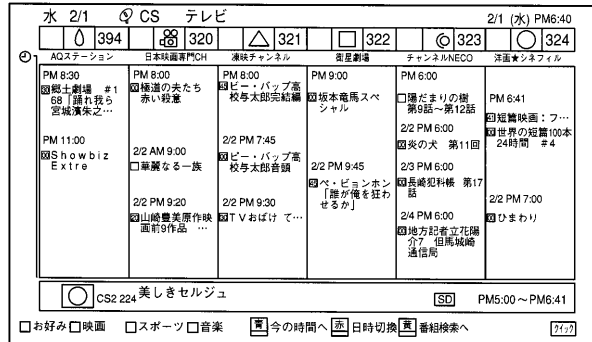 水 2/1 CS テレビ 2/1 (水) PM6:40
394 320 321 322 323 324
AQステーション 日本映画専門CH 凍映チャンネル 衛星劇場 チャンネルNECO 洋画★シネフィル
PM 8:30
郷土劇場 #1
68「踊れ我ら
宮城濱朱之…
PM 11:00
Showbiz
Extre
PM 8:00
極道の夫たち
赤い殺意
2/2 AM 9:00
華麗なる一族
2/2 PM 9:20
山崎豊美原作映
画前9作品 …
PM 8:00
ビー・バップ高
校与太郎完結編
2/2 PM 7:45
ビー・バップ高
校与太郎音頭
2/2 PM 9:30
TVおばけ て…
PM 9:00
坂本竜馬スペ
シャル
2/2 PM 9:45
ペ・ビョンホン
「誰が俺を狂わ
せるか」
PM 6:00
陽だまりの樹
第9話~第12話
2/2 PM 6:00
炎の犬 第11回
2/3 PM 6:00
長崎犯科帳 第17
話
2/4 PM 6:00
地方記者立花陽
介7 但馬城崎
通信局
PM 6:41
短篇映画:フ…
世界の短篇100本
24時間 #4
2/2 PM 7:00
ひまわり
CS2 224 美しきセルジュ SD PM5:00~PM6:41
お好み 映画 スポーツ 音楽 青 今の時間へ 赤 日時切換 黄 番組検索へ クイック